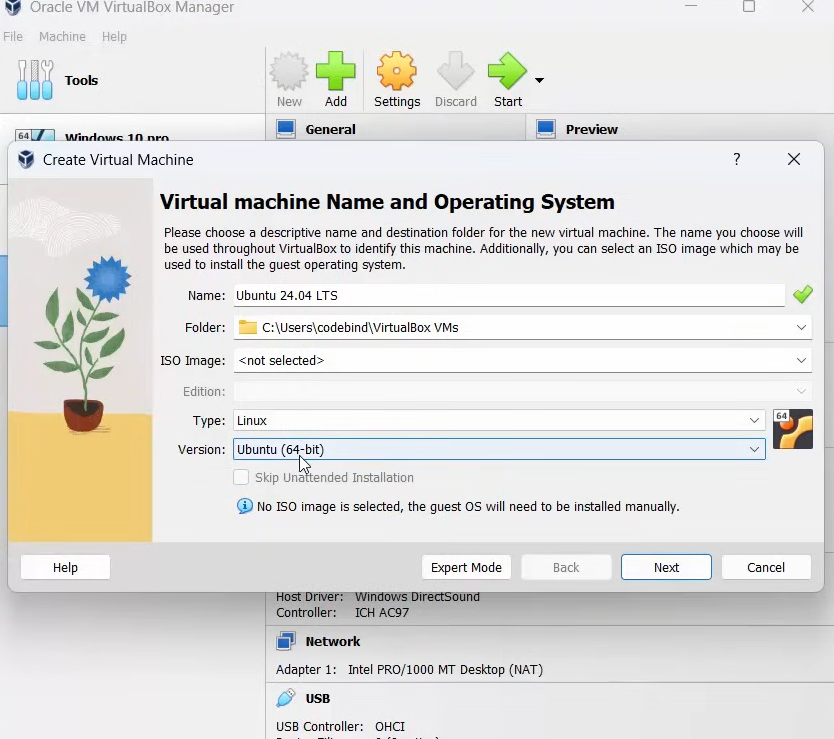 Oracle VM VirtualBox Manager
File Machine Help
Tools
New Add Settings Discard Start
64 Windows 10 pro
General
Preview
Create Virtual Machine
?
Virtual machine Name and Operating System
Please choose a descriptive name and destination folder for the new virtual machine. The name you choose will
be used throughout VirtualBox to identify this machine. Additionally, you can select an ISO image which may be
used to install the guest operating system.
Name: Ubuntu 24.04 LTS
Folder: C:\Users\codebind\VirtualBox VMs
ISO Image: <not selected>
Edition:
Type: Linux
64
Version: Ubuntu (64-bit)
Skip Unattended Installation
No ISO image is selected, the guest OS will need to be installed manually.
Help Expert Mode Back Next Cancel
Host Driver: Windows DirectSound
Controller: ICH AC97
Network
Adapter 1: Intel PRO/1000 MT Desktop (NAT)
USB
USB Controller: OHCI